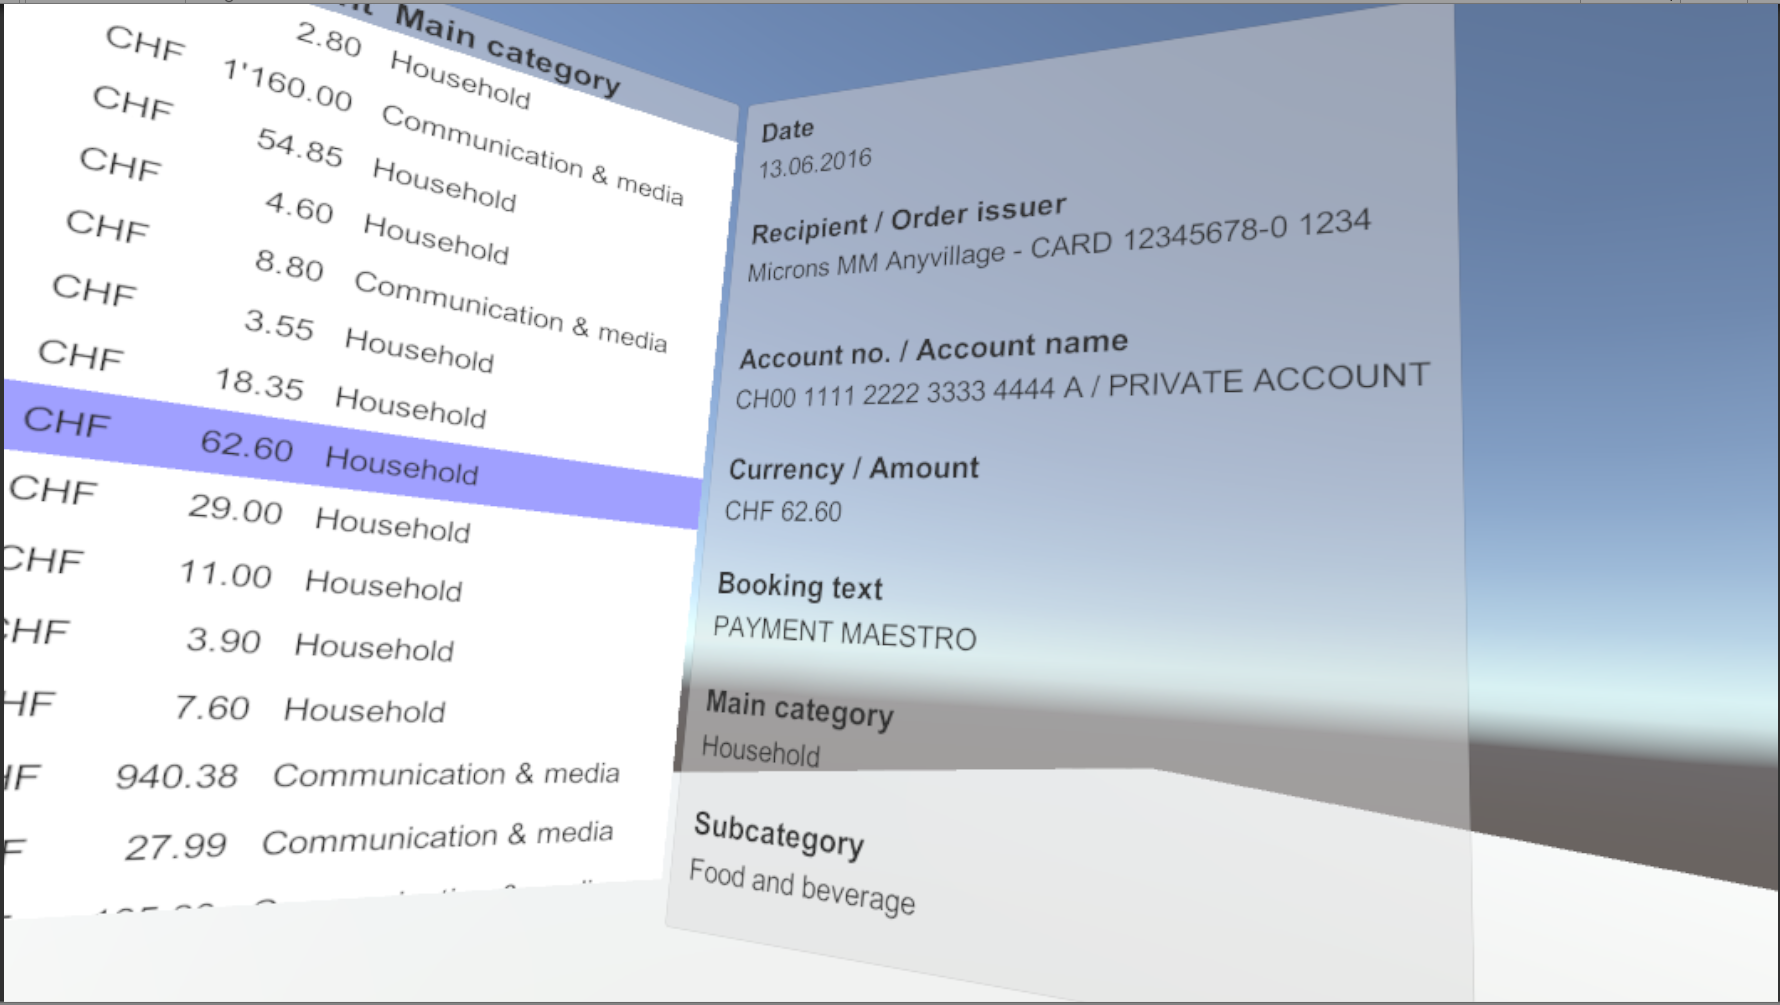 Main category
2.80 Household
CHF 1'160.00 Communication & media
CHF 54.85 Household
CHF 4.60 Household
CHF 8.80 Communication & media
CHF 3.55 Household
CHF 18.35 Household
CHF 62.60 Household
CHF 29.00 Household
CHF 11.00 Household
CHF 3.90 Household
HF 7.60 Household
HF 940.38 Communication & media
F 27.99 Communication & media
Date
13.06.2016
Recipient / Order issuer
Microns MM Anyvillage - CARD 12345678-0 1234
Account no. / Account name
CH00 1111 2222 3333 4444 A / PRIVATE ACCOUNT
Currency / Amount
CHF 62.60
Booking text
PAYMENT MAESTRO
Main category
Household
Subcategory
Food and beverage